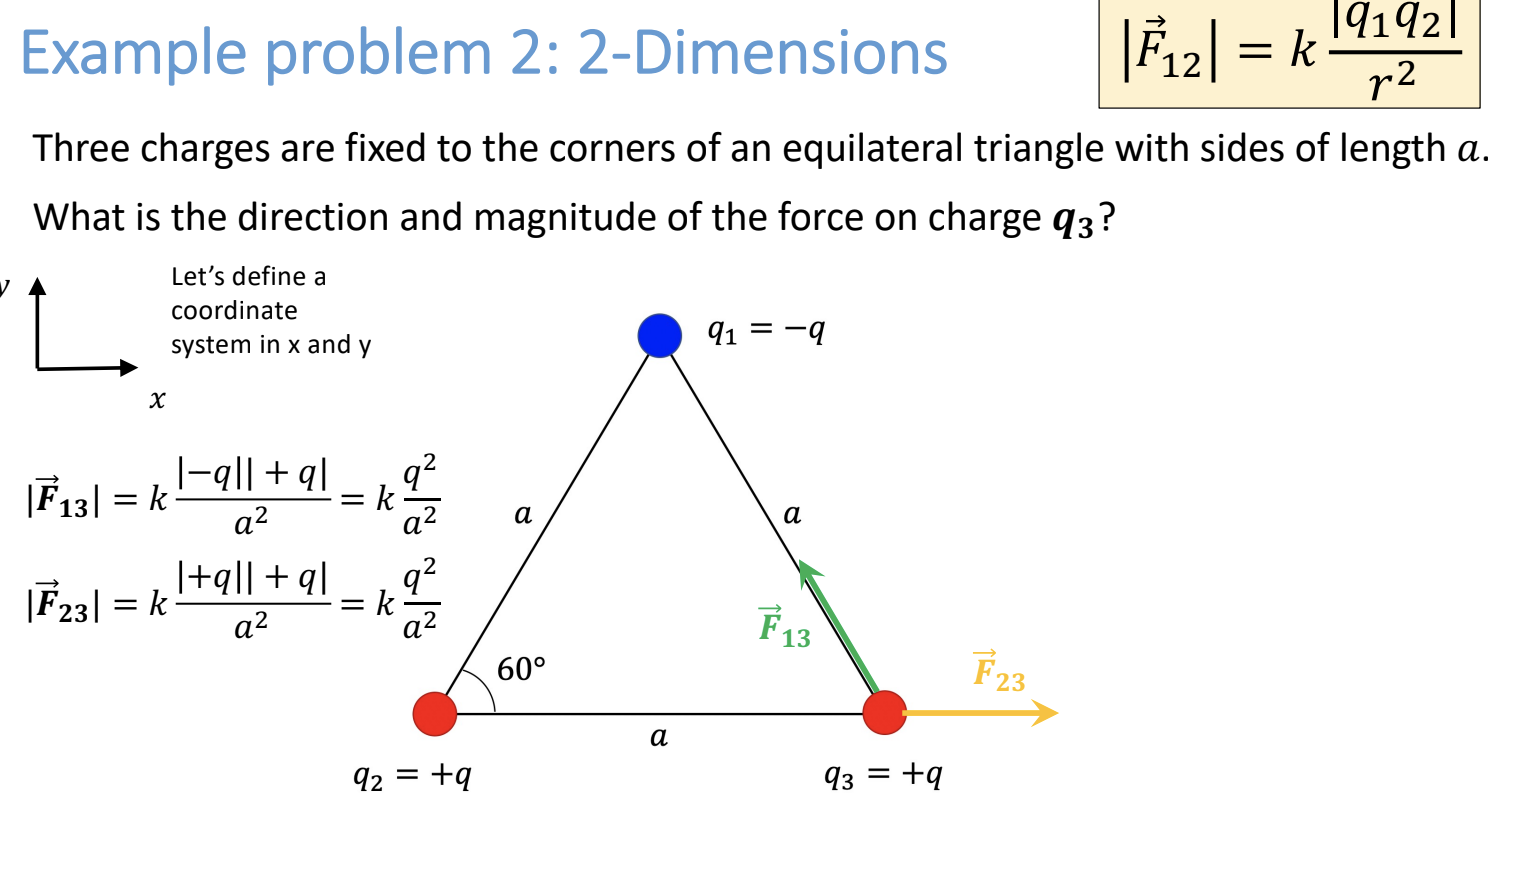 Example problem 2: 2-Dimensions
|F⃗₁₂| = k |q₁q₂| / r²
Three charges are fixed to the corners of an equilateral triangle with sides of length a.
What is the direction and magnitude of the force on charge q₃?
y
Let’s define a
coordinate
system in x and y
x
q₁ = −q
|F⃗₁₃| = k |−q|| + q| / a² = k q² / a²
|F⃗₂₃| = k |+q|| + q| / a² = k q² / a²
a
a
F⃗₁₃
F⃗₂₃
60°
a
q₂ = +q
q₃ = +q